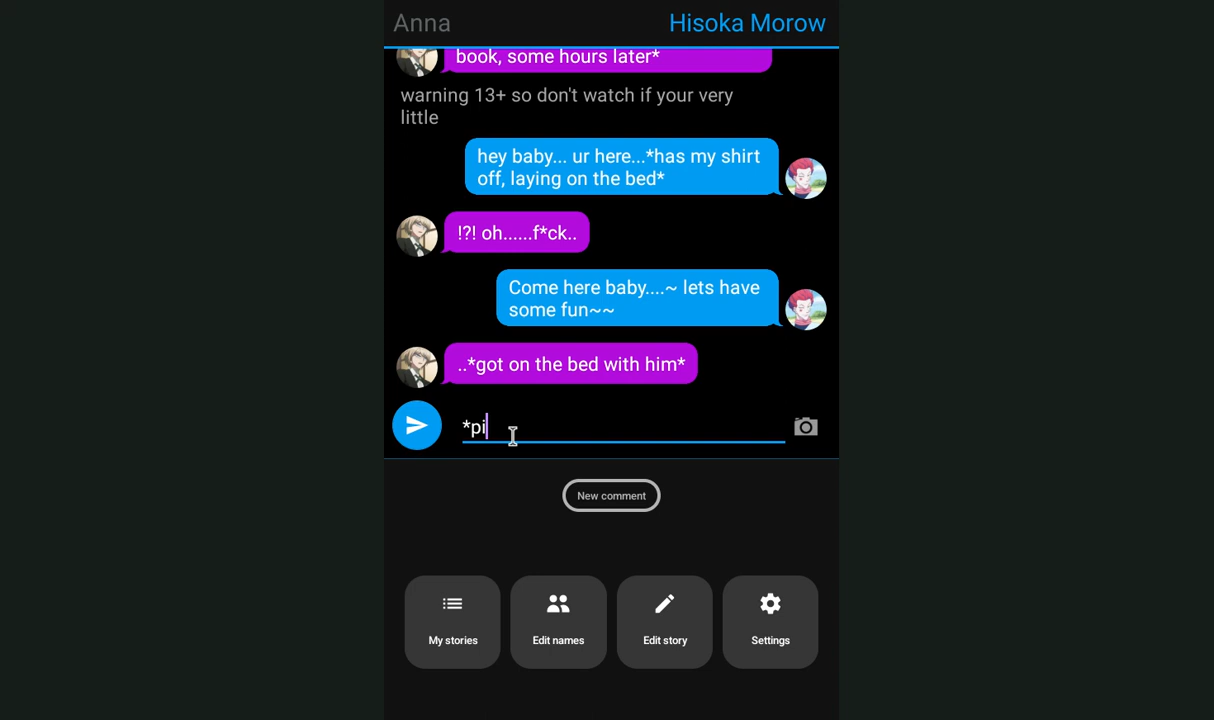 Anna
Hisoka Morow
book, some hours later*
warning 13+ so don't watch if your very
little
hey baby... ur here...*has my shirt
off, laying on the bed*
!?! oh......f*ck..
Come here baby....~ lets have
some fun~~
..*got on the bed with him*
*pi
New comment
My stories
Edit names
Edit story
Settings